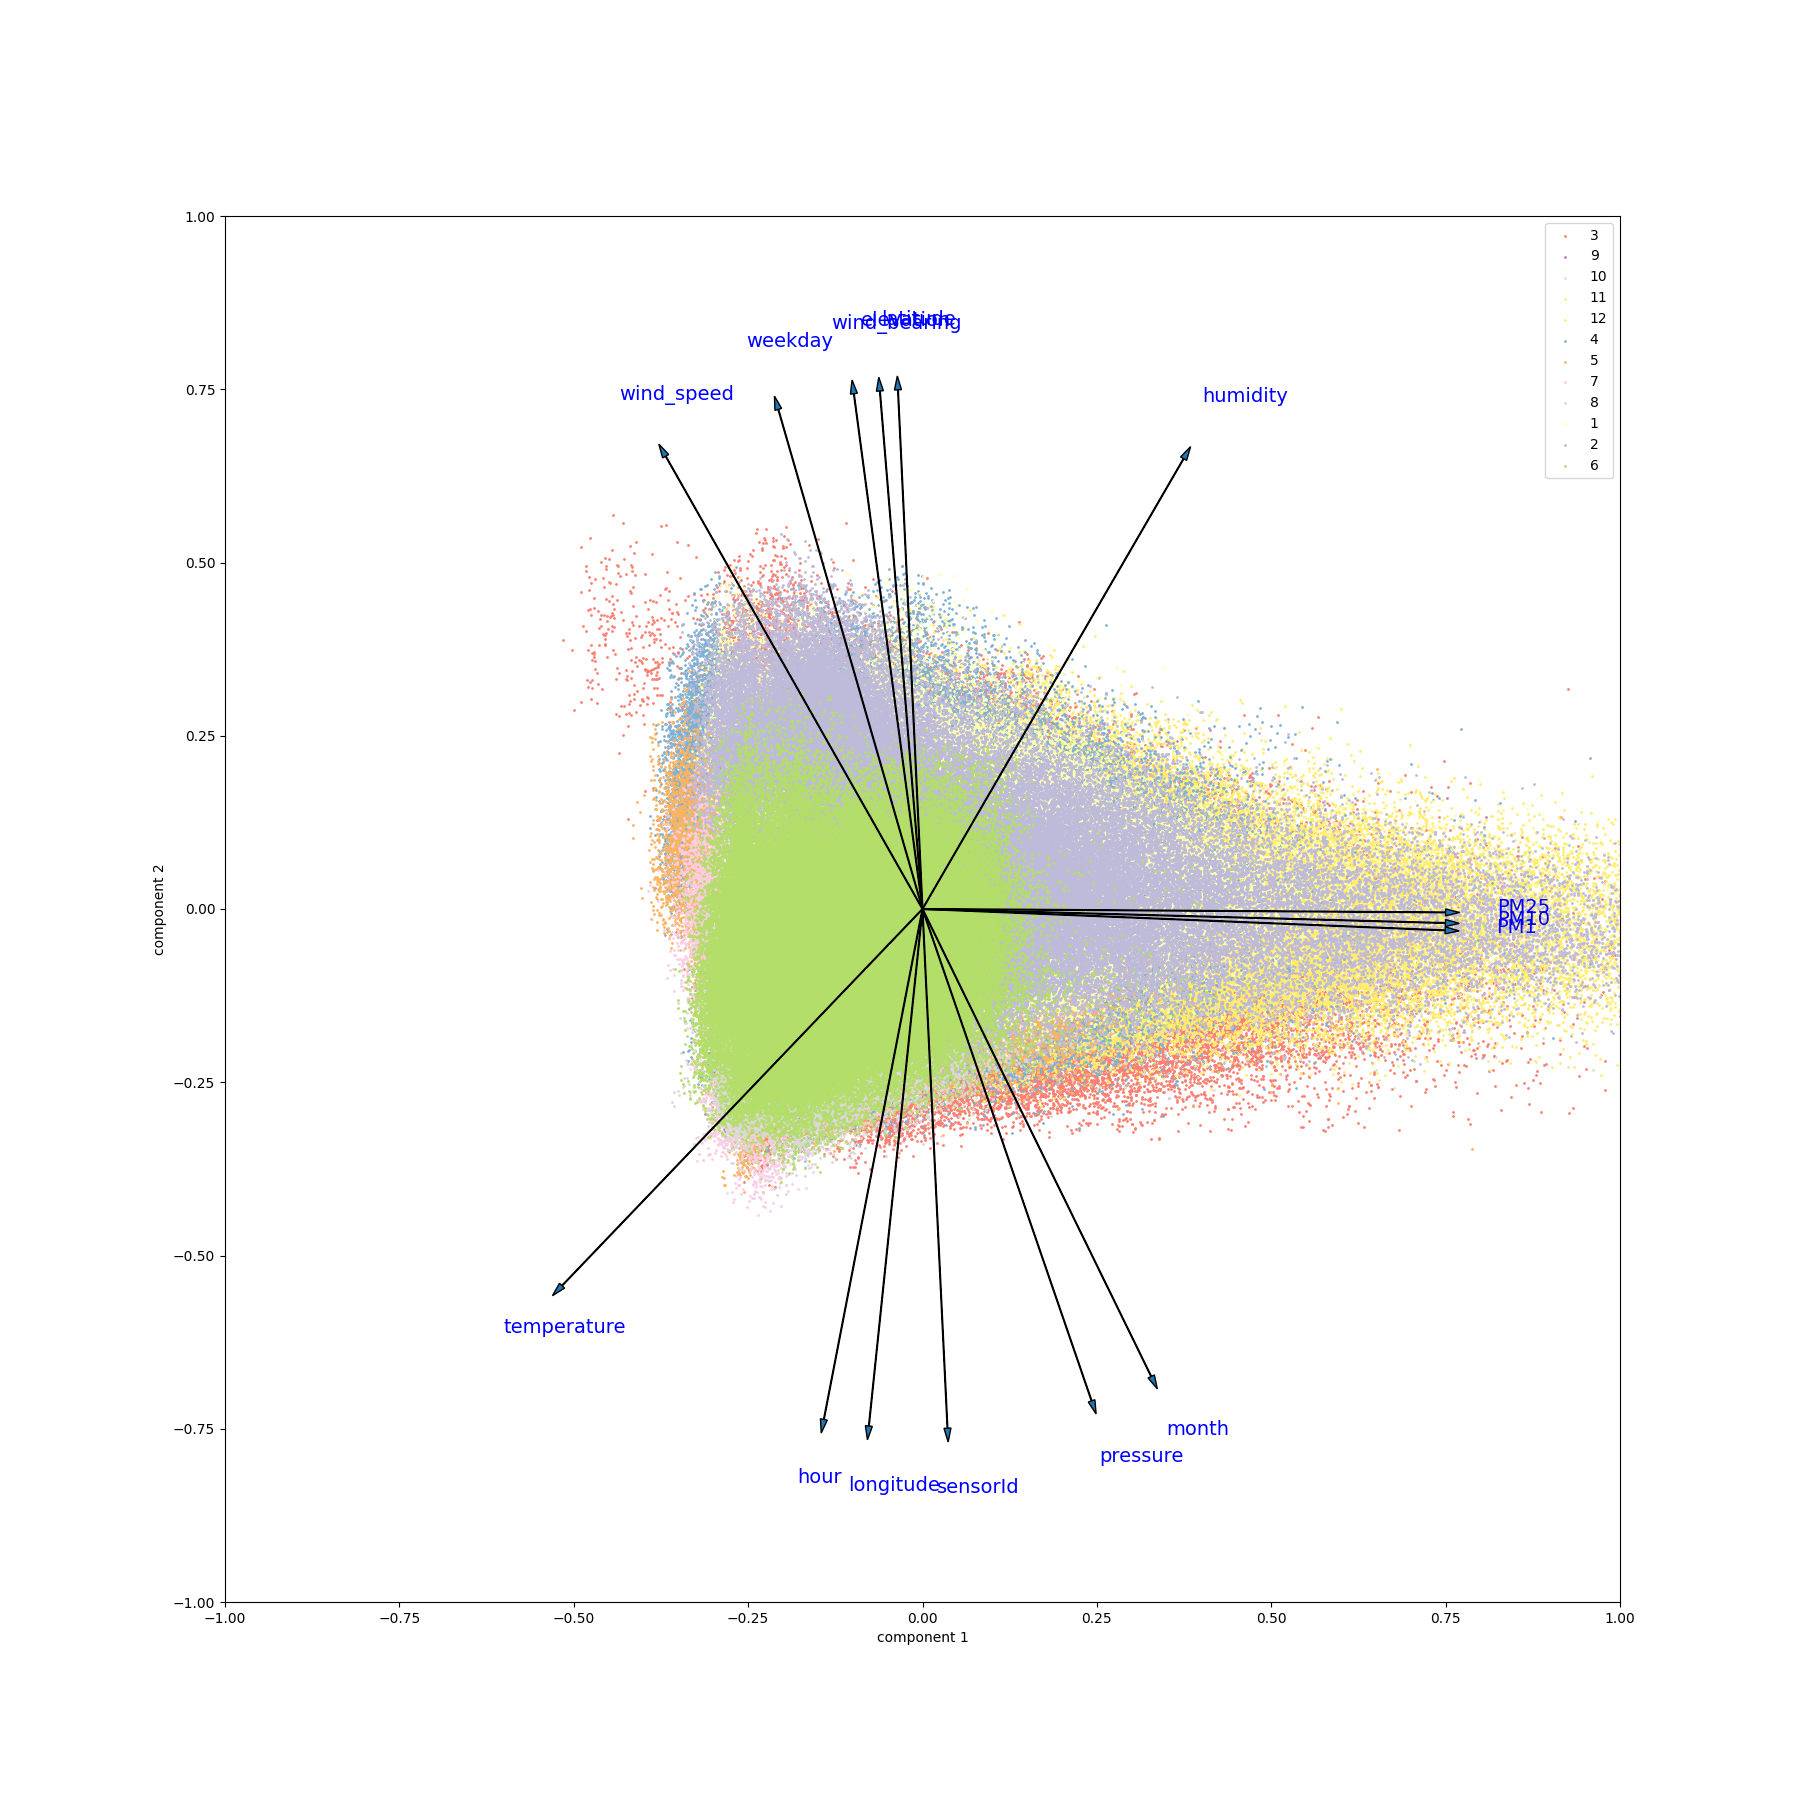 1.00
0.75
0.50
0.25
0.00
−0.25
−0.50
−0.75
−1.00
component 2
−1.00
−0.75
−0.50
−0.25
0.00
0.25
0.50
0.75
1.00
component 1
3
9
10
11
12
4
5
7
8
1
2
6
latitude
elevation
wind_bearing
weekday
wind_speed
humidity
PM25
PM10
PM1
temperature
month
pressure
hour
longitude
sensorId